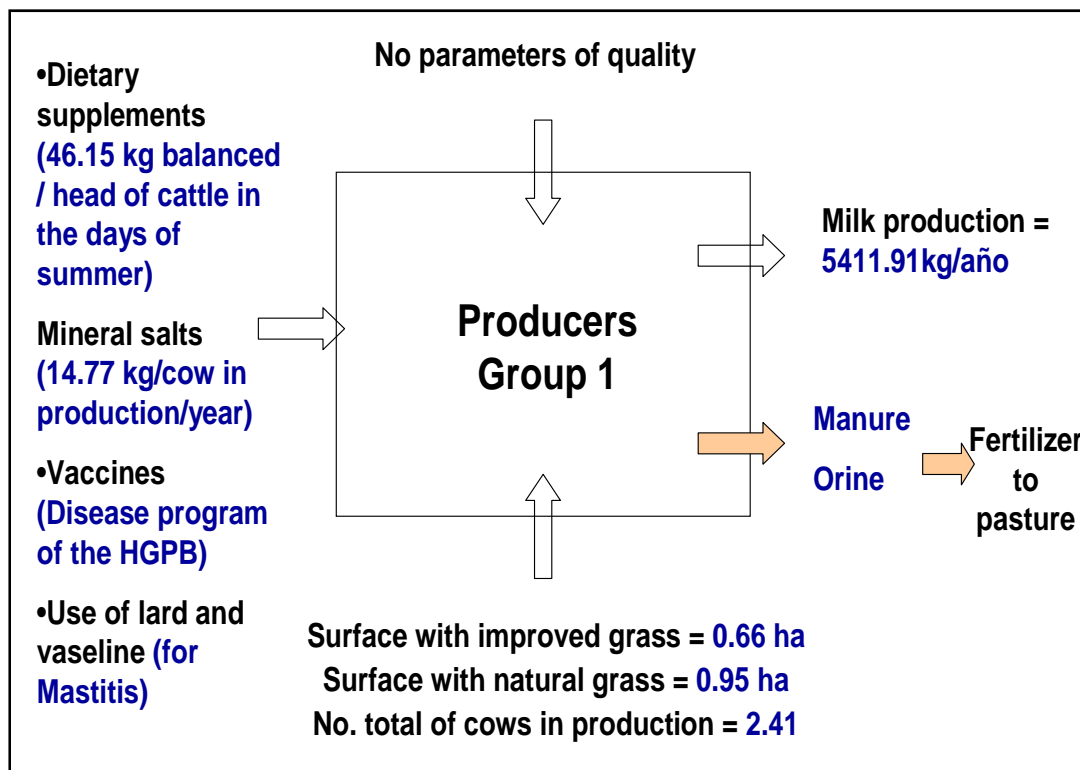 No parameters of quality
•Dietary
supplements
(46.15 kg balanced
/ head of cattle in
the days of
summer)
Mineral salts
(14.77 kg/cow in
production/year)
•Vaccines
(Disease program
of the HGPB)
•Use of lard and
vaseline (for
Mastitis)
Producers
Group 1
Milk production =
5411.91kg/año
Manure
Orine
Fertilizer
to
pasture
Surface with improved grass = 0.66 ha
Surface with natural grass = 0.95 ha
No. total of cows in production = 2.41